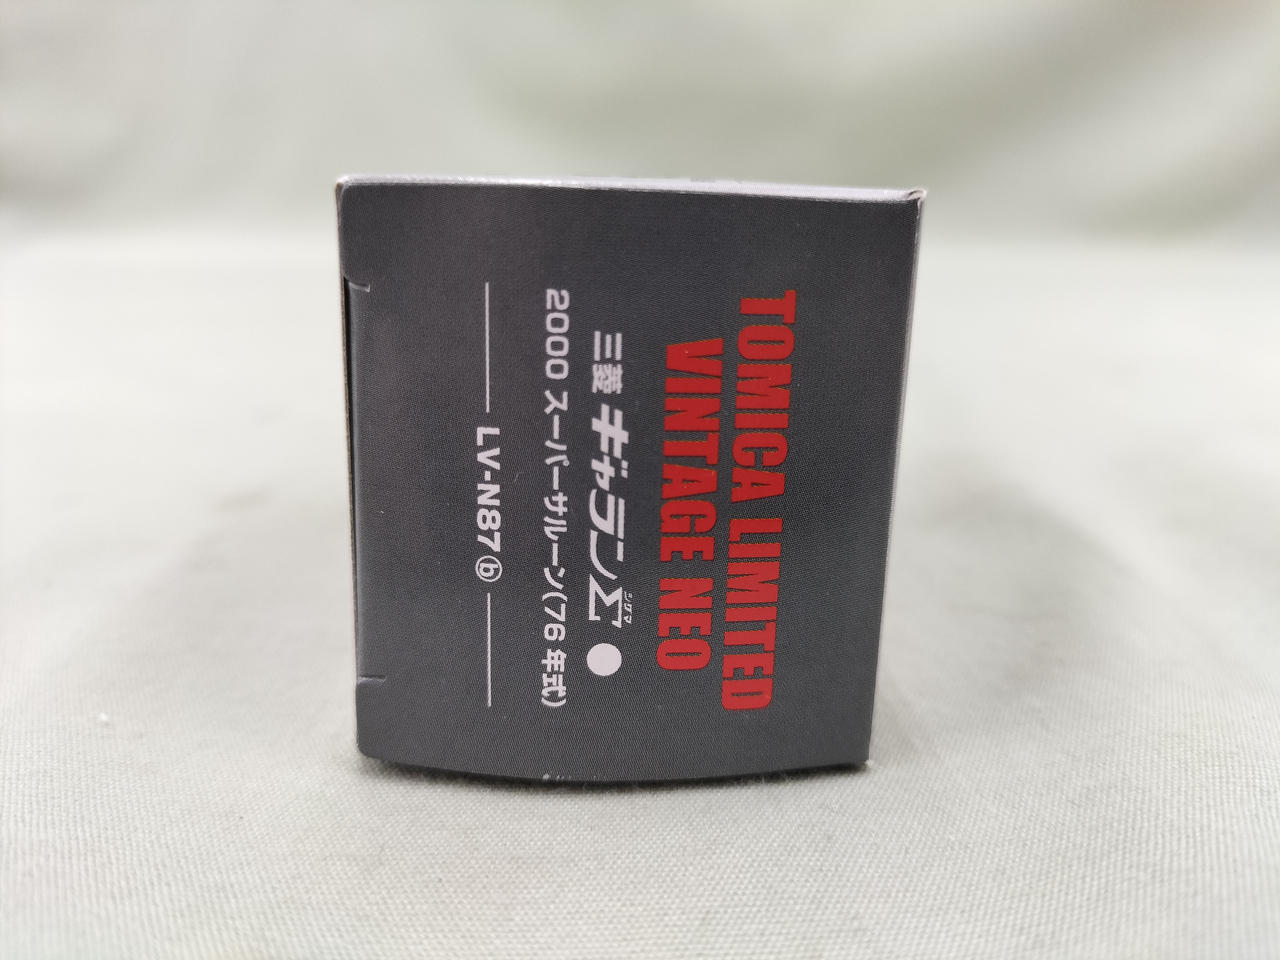 TOMICA LIMITED
VINTAGE NEO
三菱 ギャランΣ ●
シグマ
2000 スーパーサルーン(76 年式)
LV-N87ⓑ